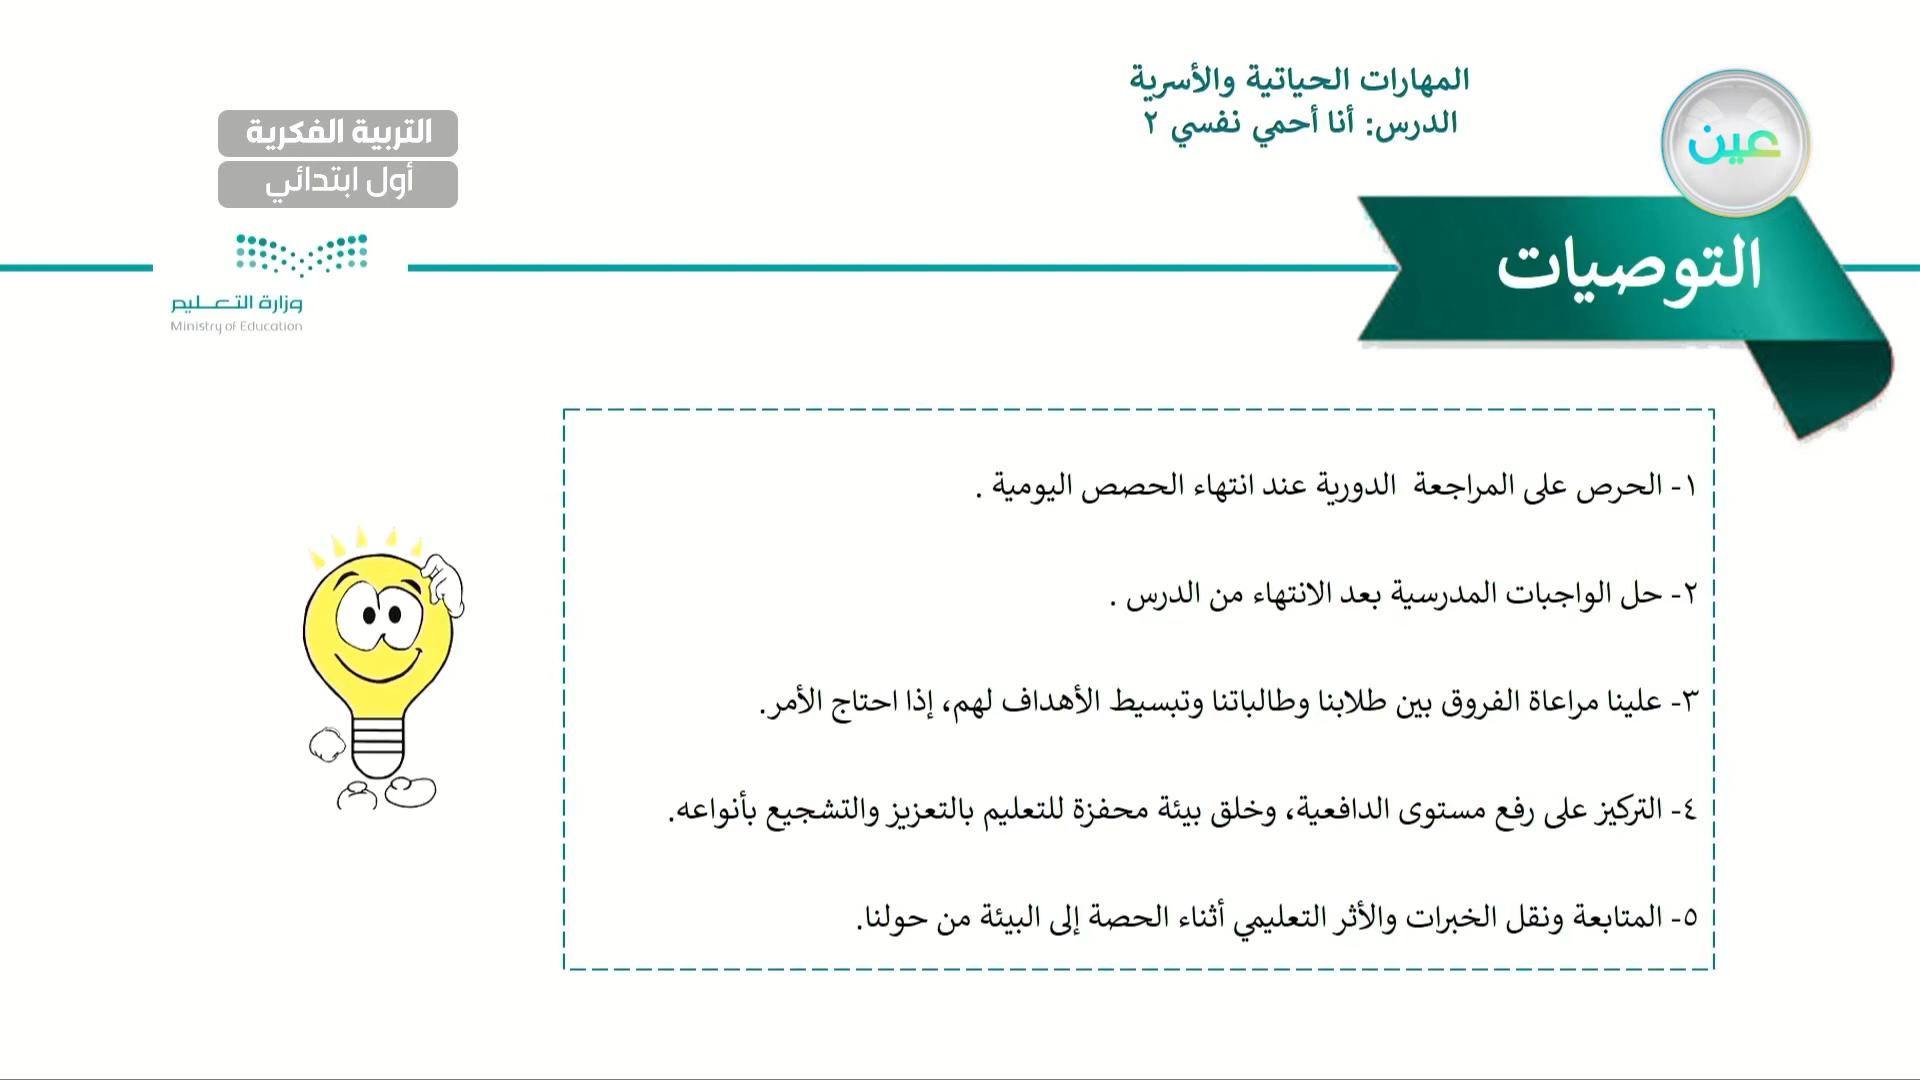 المهارات الحياتية والأسرية
الدرس: أنا أحمي نفسي ٢
عين
التربية الفكرية
أول ابتدائي
وزارة التعـــليم
Ministry of Education
التوصيات
١- الحرص على المراجعة الدورية عند انتهاء الحصص اليومية .
٢- حل الواجبات المدرسية بعد الانتهاء من الدرس .
٣- علينا مراعاة الفروق بين طلابنا وطالباتنا وتبسيط الأهداف لهم، إذا احتاج الأمر.
٤- التركيز على رفع مستوى الدافعية، وخلق بيئة محفزة للتعليم بالتعزيز والتشجيع بأنواعه.
٥- المتابعة ونقل الخبرات والأثر التعليمي أثناء الحصة إلى البيئة من حولنا.